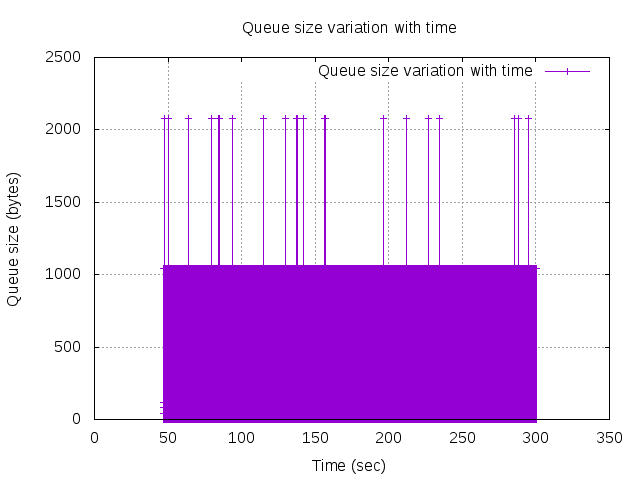 Queue size variation with time
Queue size variation with time
2500
2000
1500
1000
500
0
Queue size (bytes)
0 50 100 150 200 250 300 350
Time (sec)